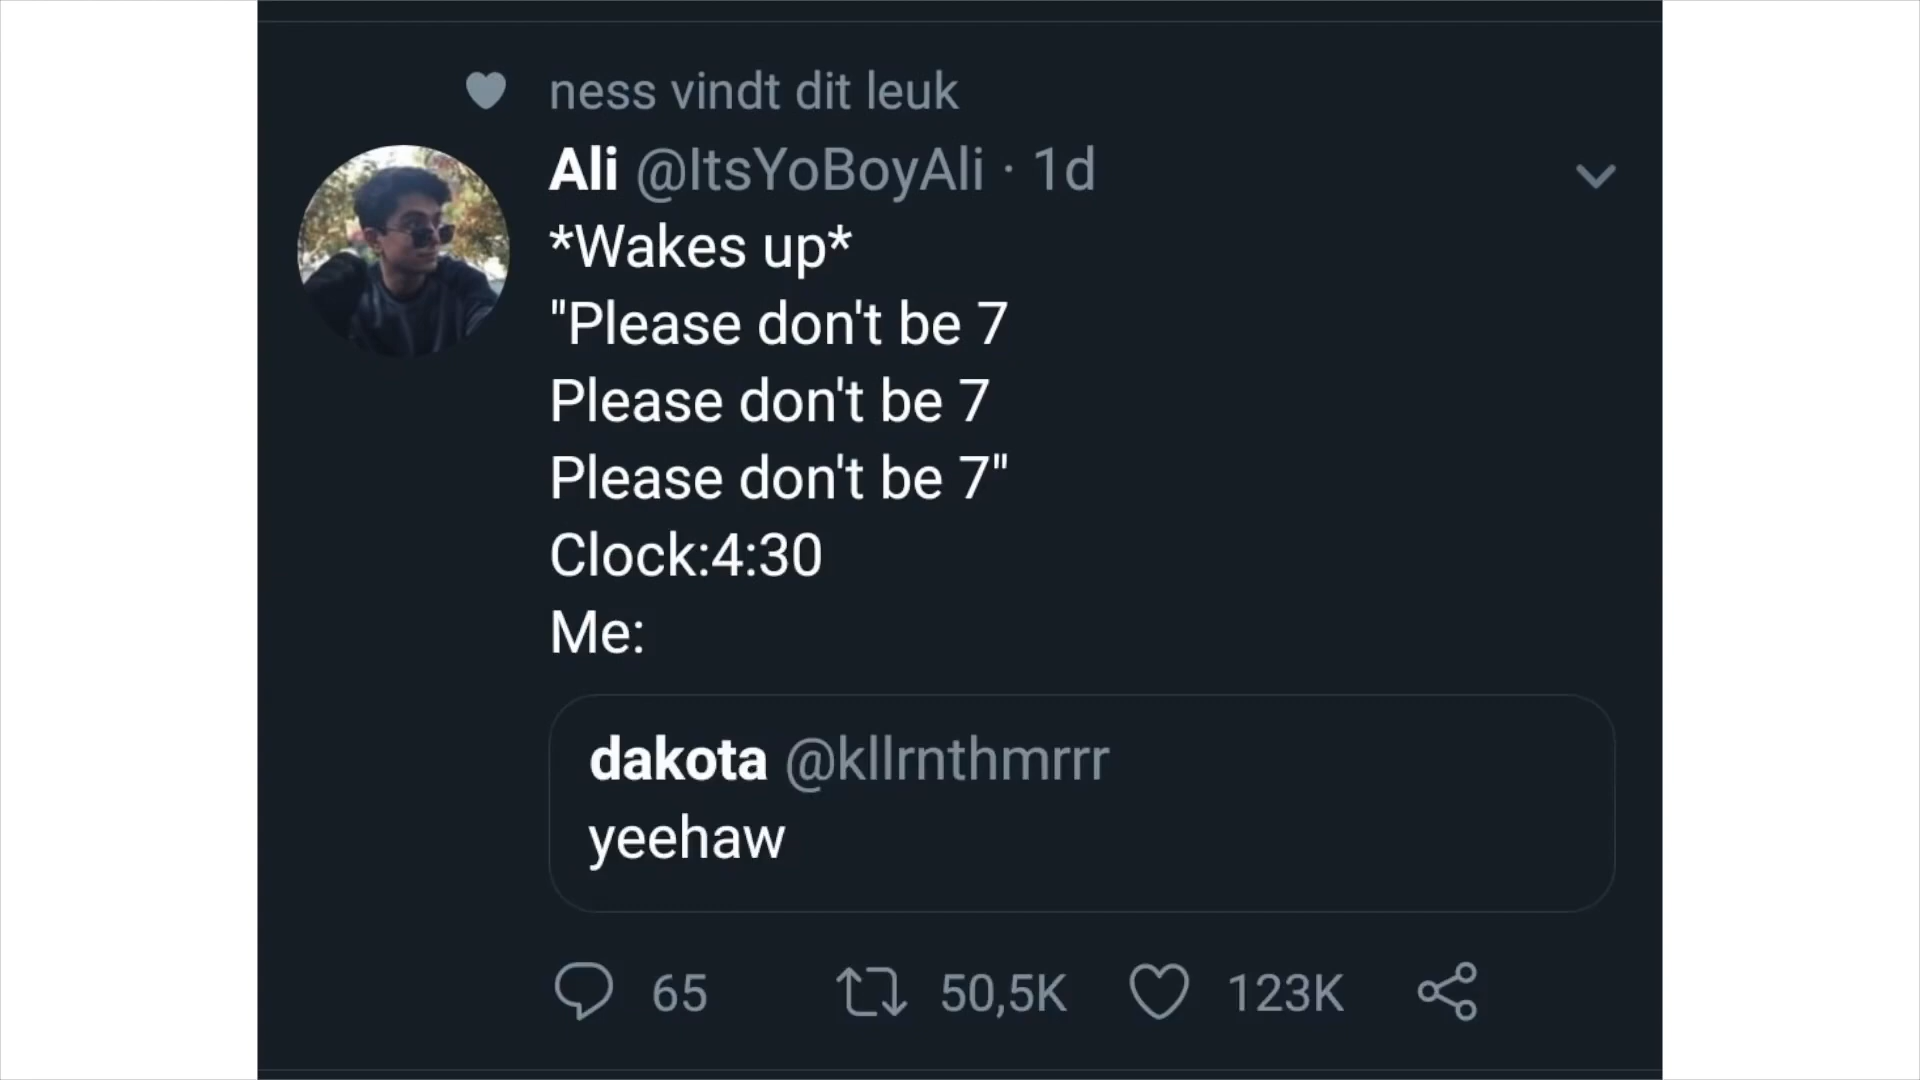 ness vindt dit leuk
Ali @ItsYoBoyAli · 1d
*Wakes up*
"Please don't be 7
Please don't be 7
Please don't be 7"
Clock:4:30
Me:
dakota @kllrnthmrrr
yeehaw
65 50,5K 123K